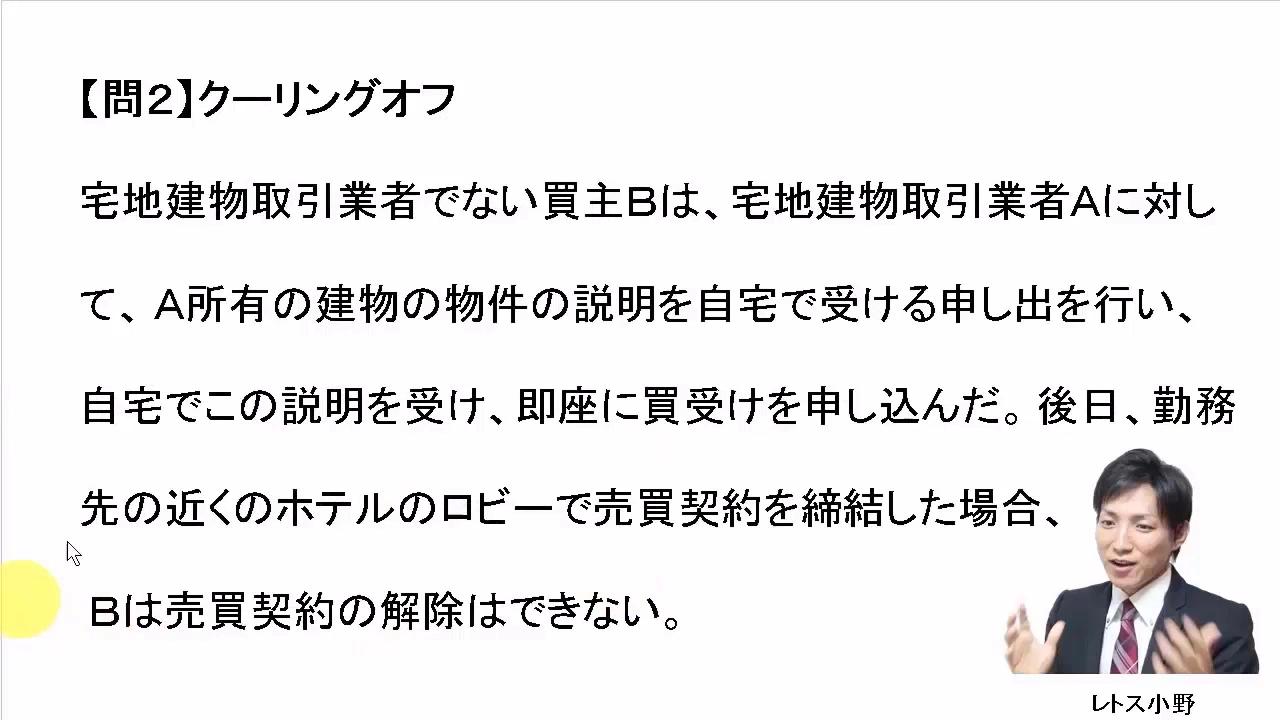 【問２】クーリングオフ
宅地建物取引業者でない買主Ｂは、宅地建物取引業者Ａに対し
て、Ａ所有の建物の物件の説明を自宅で受ける申し出を行い、
自宅でこの説明を受け、即座に買受けを申し込んだ。後日、勤務
先の近くのホテルのロビーで売買契約を締結した場合、
Ｂは売買契約の解除はできない。
レトス小野